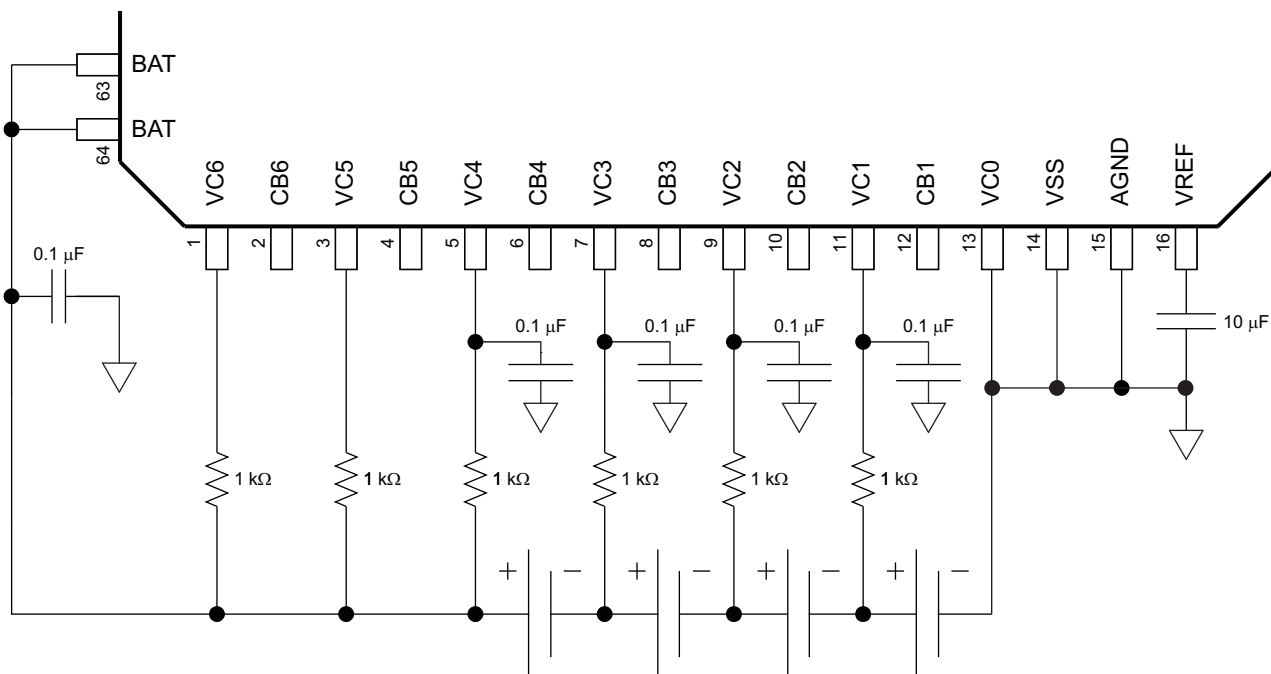 BAT
63
BAT
64
VC6
CB6
VC5
CB5
VC4
CB4
VC3
CB3
VC2
CB2
VC1
CB1
VC0
VSS
AGND
VREF
1
2
3
4
5
6
7
8
9
10
11
12
13
14
15
16
0.1 μF
0.1 μF
0.1 μF
0.1 μF
0.1 μF
10 μF
1 kΩ
1 kΩ
1 kΩ
1 kΩ
1 kΩ
1 kΩ
+ −
+ −
+ −
+ −